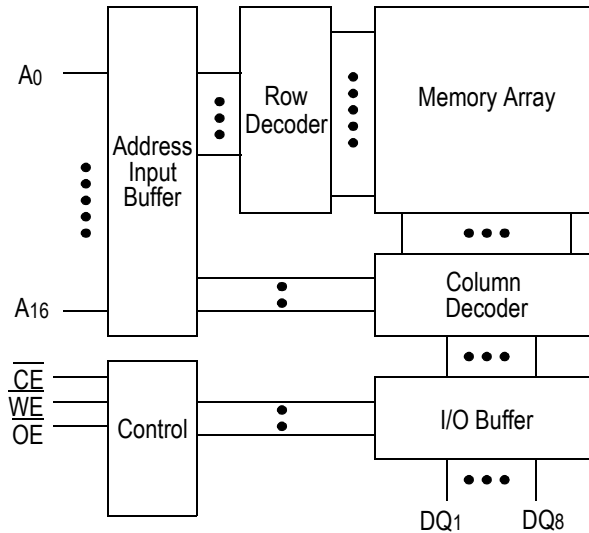 A0
A16
Address
Input
Buffer
Row
Decoder
Memory Array
Column
Decoder
CE
WE
OE
Control
I/O Buffer
DQ1
DQ8